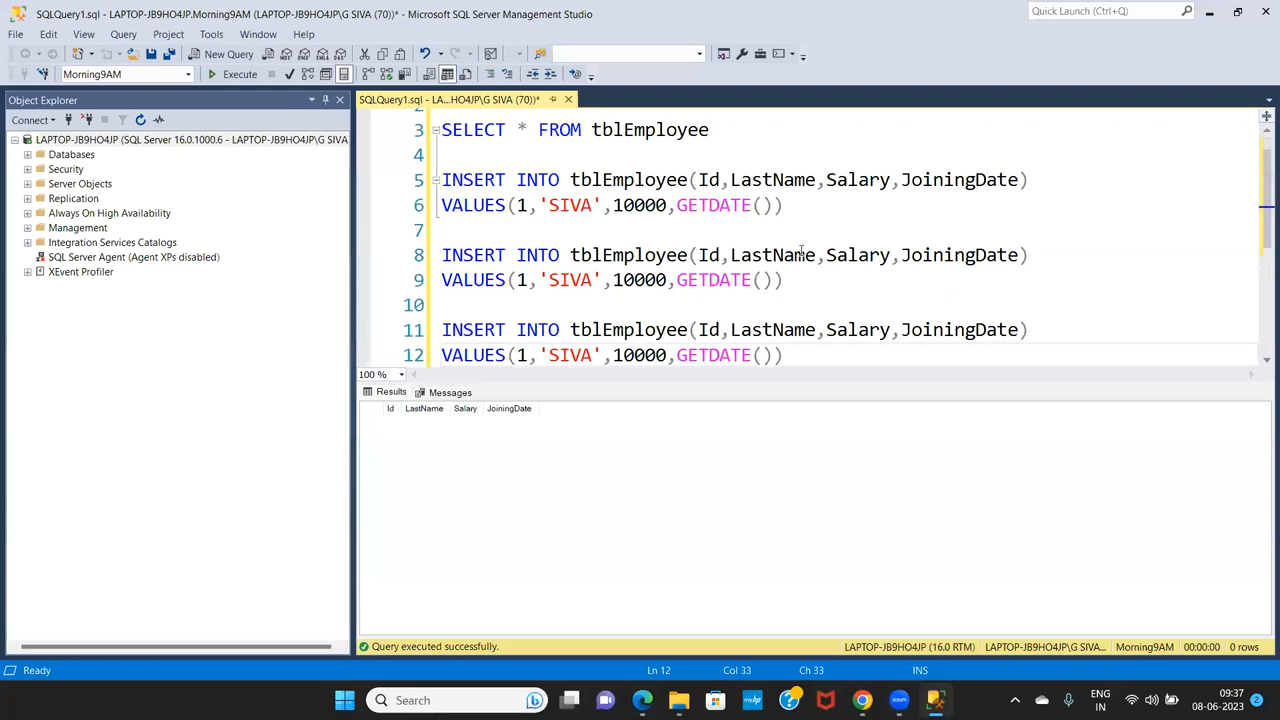 SQLQuery1.sql - LAPTOP-JB9HO4JP.Morning9AM (LAPTOP-JB9HO4JP\G SIVA (70))* - Microsoft SQL Server Management Studio
Quick Launch (Ctrl+Q)
File Edit View Query Project Tools Window Help
New Query
Morning9AM Execute
Object Explorer
SQLQuery1.sql - LA...HO4JP\G SIVA (70))*
Connect
LAPTOP-JB9HO4JP (SQL Server 16.0.1000.6 - LAPTOP-JB9HO4JP\G SIVA
Databases
Security
Server Objects
Replication
Always On High Availability
Management
Integration Services Catalogs
SQL Server Agent (Agent XPs disabled)
XEvent Profiler
3 SELECT * FROM tblEmployee
4
5 INSERT INTO tblEmployee(Id,LastName,Salary,JoiningDate)
6 VALUES(1,'SIVA',10000,GETDATE())
7
8 INSERT INTO tblEmployee(Id,LastName,Salary,JoiningDate)
9 VALUES(1,'SIVA',10000,GETDATE())
10
11 INSERT INTO tblEmployee(Id,LastName,Salary,JoiningDate)
12 VALUES(1,'SIVA',10000,GETDATE())
100 %
Results Messages
Id LastName Salary JoiningDate
Query executed successfully. LAPTOP-JB9HO4JP (16.0 RTM) LAPTOP-JB9HO4JP\G SIVA... Morning9AM 00:00:00 0 rows
Ready Ln 12 Col 33 Ch 33 INS
Search
ENG
IN
09:37
08-06-2023
2